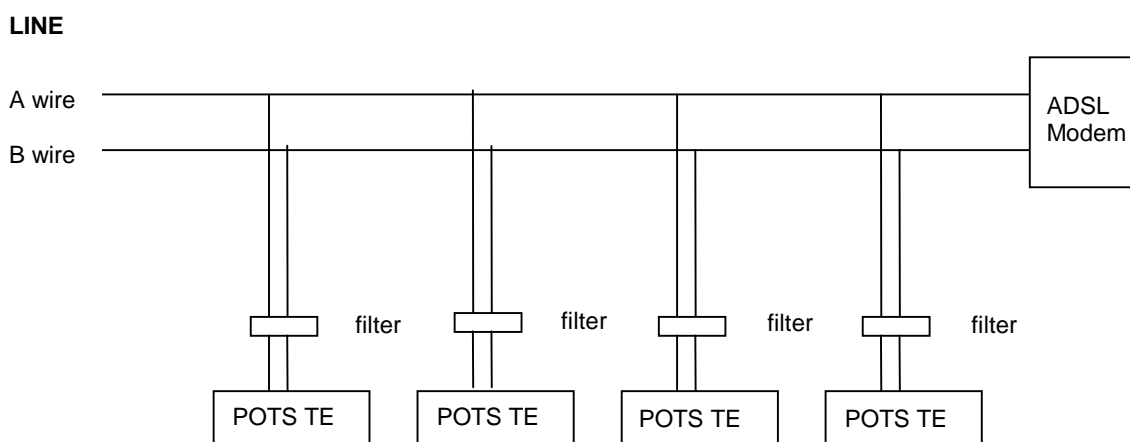 LINE
A wire
B wire
ADSL
Modem
filter
filter
filter
filter
POTS TE
POTS TE
POTS TE
POTS TE